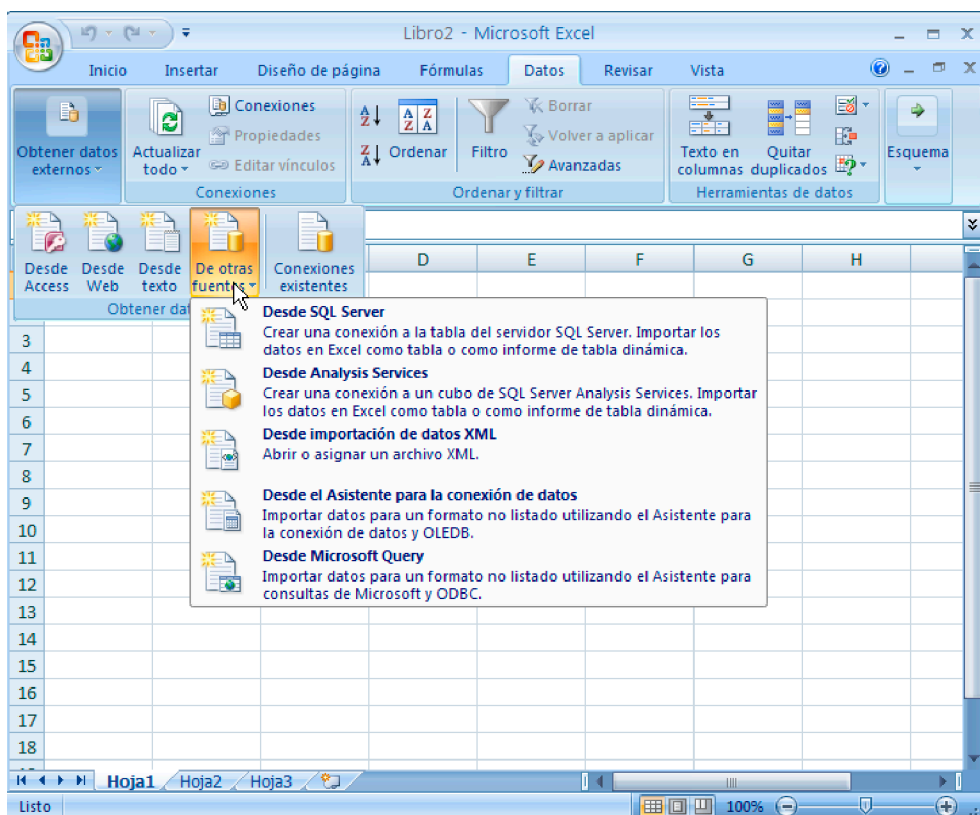 Libro2 - Microsoft Excel
Inicio Insertar Diseño de página Fórmulas Datos Revisar Vista
Obtener datos externos
Actualizar todo
Conexiones
Propiedades
Editar vínculos
Conexiones
Ordenar
Filtro
Borrar
Volver a aplicar
Avanzadas
Ordenar y filtrar
Texto en columnas
Quitar duplicados
Herramientas de datos
Esquema
Desde Access
Desde Web
Desde texto
De otras fuentes
Conexiones existentes
Obtener dat
D E F G H
Desde SQL Server
Crear una conexión a la tabla del servidor SQL Server. Importar los
datos en Excel como tabla o como informe de tabla dinámica.
Desde Analysis Services
Crear una conexión a un cubo de SQL Server Analysis Services. Importar
los datos en Excel como tabla o como informe de tabla dinámica.
Desde importación de datos XML
Abrir o asignar un archivo XML.
Desde el Asistente para la conexión de datos
Importar datos para un formato no listado utilizando el Asistente para
la conexión de datos y OLEDB.
Desde Microsoft Query
Importar datos para un formato no listado utilizando el Asistente para
consultas de Microsoft y ODBC.
3
4
5
6
7
8
9
10
11
12
13
14
15
16
17
18
Hoja1 Hoja2 Hoja3
Listo 100%